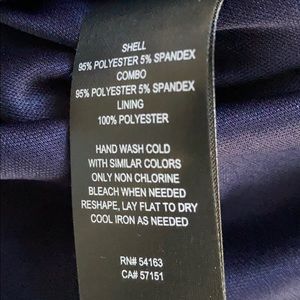 SHELL
95% POLYESTER 5% SPANDEX
COMBO
95% POLYESTER 5% SPANDEX
LINING
100% POLYESTER
HAND WASH COLD
WITH SIMILAR COLORS
ONLY NON CHLORINE
BLEACH WHEN NEEDED
RESHAPE, LAY FLAT TO DRY
COOL IRON AS NEEDED
RN# 54163
CA# 57151